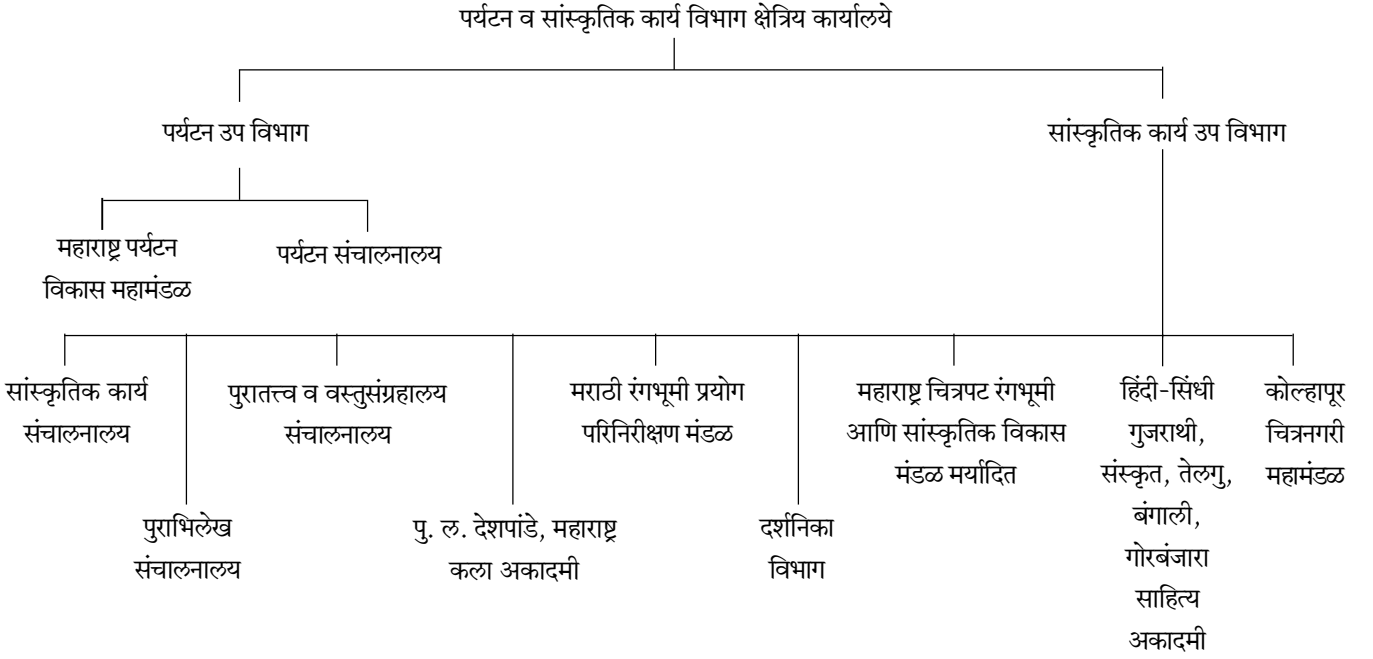 पर्यटन व सांस्कृतिक कार्य विभाग क्षेत्रिय कार्यालये
पर्यटन उप विभाग
सांस्कृतिक कार्य उप विभाग
महाराष्ट्र पर्यटन
विकास महामंडळ
पर्यटन संचालनालय
सांस्कृतिक कार्य
संचालनालय
पुराभिलेख
संचालनालय
पुरातत्त्व व वस्तुसंग्रहालय
संचालनालय
पु. ल. देशपांडे, महाराष्ट्र
कला अकादमी
मराठी रंगभूमी प्रयोग
परिनिरीक्षण मंडळ
दर्शनिका
विभाग
महाराष्ट्र चित्रपट रंगभूमी
आणि सांस्कृतिक विकास
मंडळ मर्यादित
हिंदी-सिंधी
गुजराथी,
संस्कृत, तेलगु,
बंगाली,
गोरबंजारा
साहित्य
अकादमी
कोल्हापूर
चित्रनगरी
महामंडळ